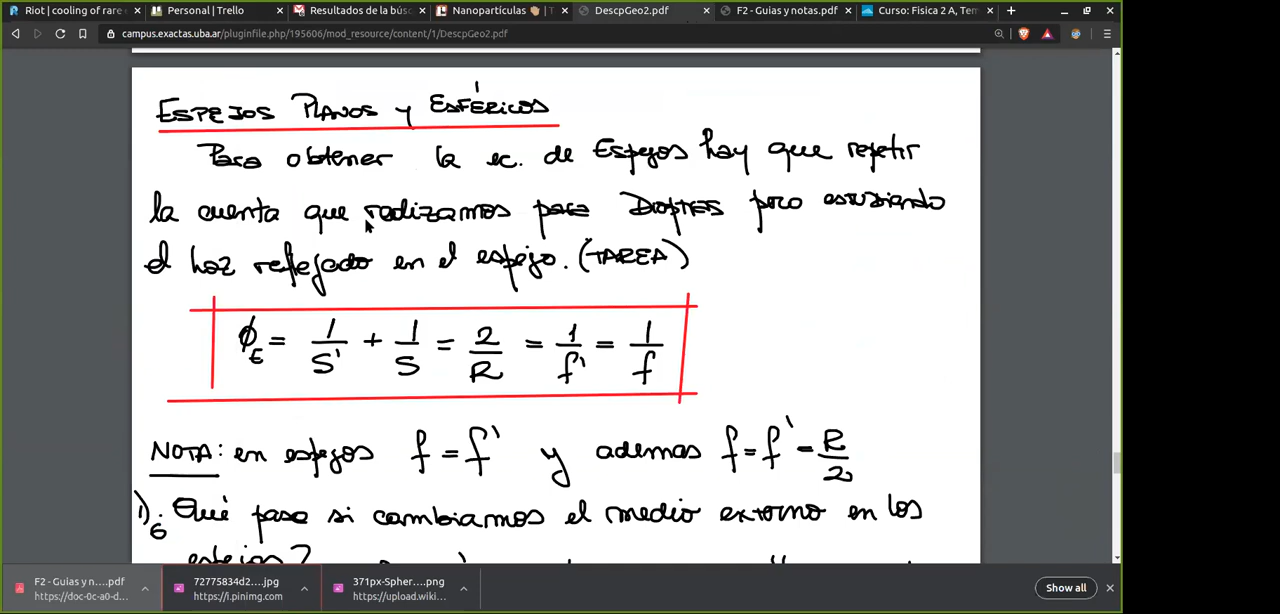 Riot | cooling of rare e
Personal | Trello
Resultados de la búsc
Nanopartículas 👏🏼 | T
DescpGeo2.pdf
F2 - Guias y notas.pdf
Curso: Fisica 2 A, Tem
campus.exactas.uba.ar/pluginfile.php/195606/mod_resource/content/1/DescpGeo2.pdf
ESPEJOS PLANOS y ESFÉRICOS
Para obtener la ec. de Espejos hay que repetir
la cuenta que realizamos para DIOPTRAS pero estudiando
el haz reflejado en el espejo. (TAREA)
ϕE = 1/S' + 1/S = 2/R = 1/f' = 1/f
NOTA: en espejos f = f' y ademas f = f' = R/2
1) Qué pasa si cambiamos el medio externo en los
6
espejos?
F2 - Guias y n....pdf
https://doc-0c-a0-d...
72775834d2....jpg
https://i.pinimg.com
371px-Spher....png
https://upload.wiki...
Show all